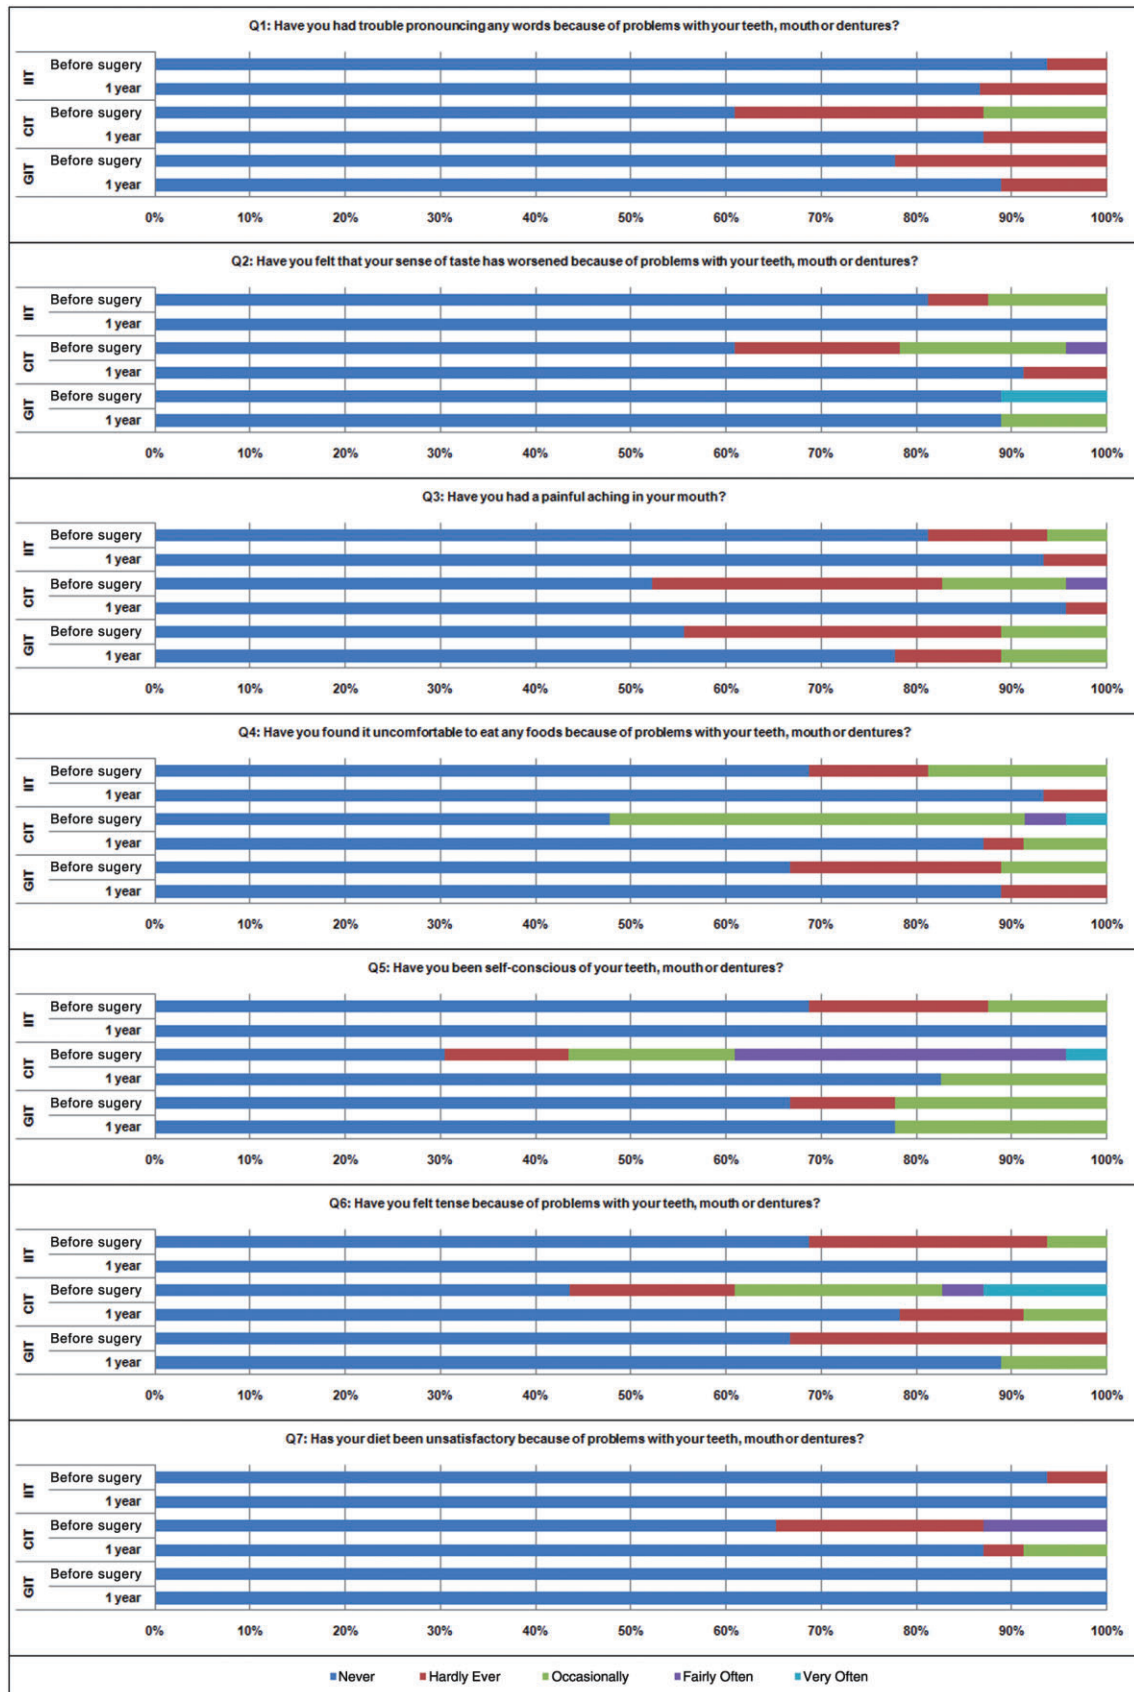 Q1: Have you had trouble pronouncing any words because of problems with your teeth, mouth or dentures?
IIT Before sugery
1 year
CIT Before sugery
1 year
GIT Before sugery
1 year
0% 10% 20% 30% 40% 50% 60% 70% 80% 90% 100%
Q2: Have you felt that your sense of taste has worsened because of problems with your teeth, mouth or dentures?
IIT Before sugery
1 year
CIT Before sugery
1 year
GIT Before sugery
1 year
0% 10% 20% 30% 40% 50% 60% 70% 80% 90% 100%
Q3: Have you had a painful aching in your mouth?
IIT Before sugery
1 year
CIT Before sugery
1 year
GIT Before sugery
1 year
0% 10% 20% 30% 40% 50% 60% 70% 80% 90% 100%
Q4: Have you found it uncomfortable to eat any foods because of problems with your teeth, mouth or dentures?
IIT Before sugery
1 year
CIT Before sugery
1 year
GIT Before sugery
1 year
0% 10% 20% 30% 40% 50% 60% 70% 80% 90% 100%
Q5: Have you been self-conscious of your teeth, mouth or dentures?
IIT Before sugery
1 year
CIT Before sugery
1 year
GIT Before sugery
1 year
0% 10% 20% 30% 40% 50% 60% 70% 80% 90% 100%
Q6: Have you felt tense because of problems with your teeth, mouth or dentures?
IIT Before sugery
1 year
CIT Before sugery
1 year
GIT Before sugery
1 year
0% 10% 20% 30% 40% 50% 60% 70% 80% 90% 100%
Q7: Has your diet been unsatisfactory because of problems with your teeth, mouth or dentures?
IIT Before sugery
1 year
CIT Before sugery
1 year
GIT Before sugery
1 year
0% 10% 20% 30% 40% 50% 60% 70% 80% 90% 100%
Never Hardly Ever Occasionally Fairly Often Very Often